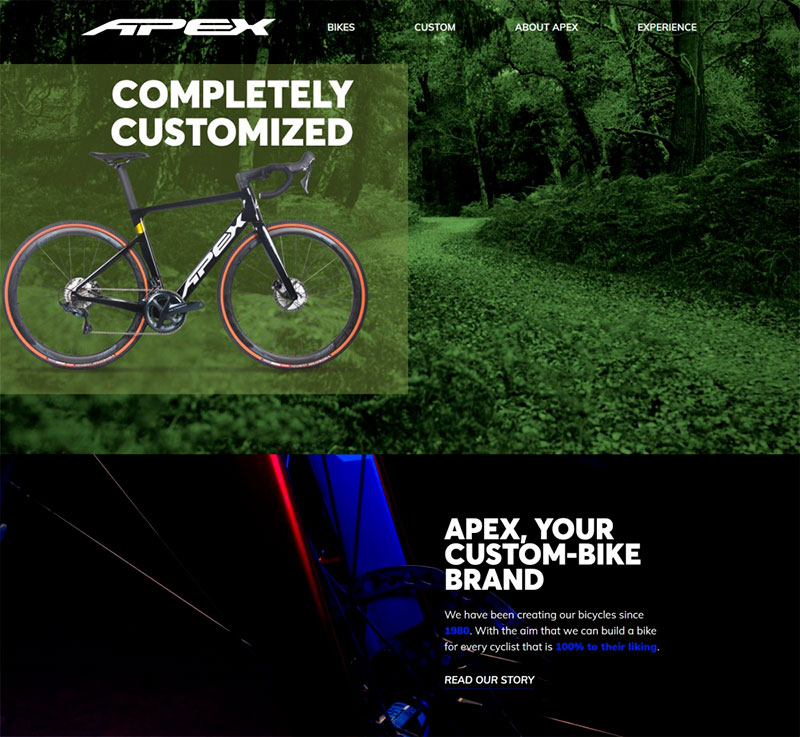 APEX BIKES CUSTOM ABOUT APEX EXPERIENCE
COMPLETELY
CUSTOMIZED
APEX
APEX, YOUR
CUSTOM-BIKE
BRAND
We have been creating our bicycles since
1980. With the aim that we can build a bike
for every cyclist that is 100% to their liking.
READ OUR STORY